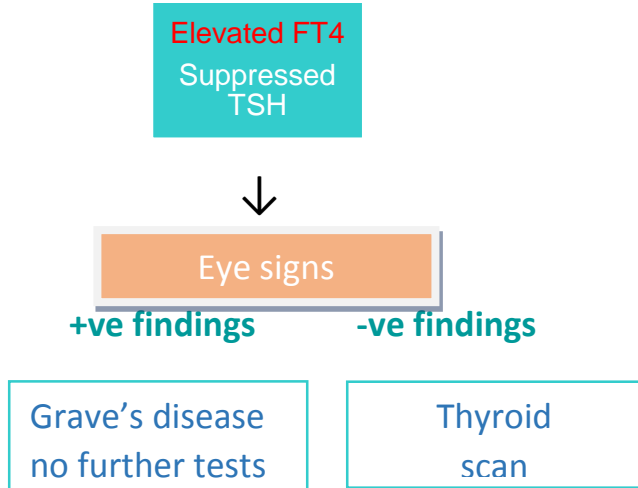 Elevated FT4
Suppressed
TSH
Eye signs
+ve findings -ve findings
Grave’s disease
no further tests
Thyroid
scan